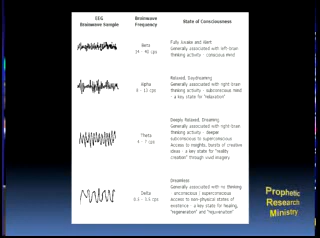 EEG
Brainwave Sample
Brainwave
Frequency
State of Consciousness
Beta
14 - 40 cps
Fully Awake and Alert
Generally associated with left-brain
thinking activity - conscious mind
Alpha
8 - 13 cps
Relaxed, Daydreaming
Generally associated with right-brain
thinking activity - subconscious mind
- a key state for "relaxation"
Theta
4 - 7 cps
Deeply Relaxed, Dreaming
Generally associated with right-brain
thinking activity - deeper
subconscious to superconscious
Access to insights, bursts of creative
ideas - a key state for "reality
creation" through vivid imagery
Delta
0.5 - 3.5 cps
Dreamless
Generally associated with no thinking
- unconscious / superconscious
Access to non-physical states of
existence - a key state for healing,
"regeneration" and "rejuvenation"
Prophetic
Research
Ministry